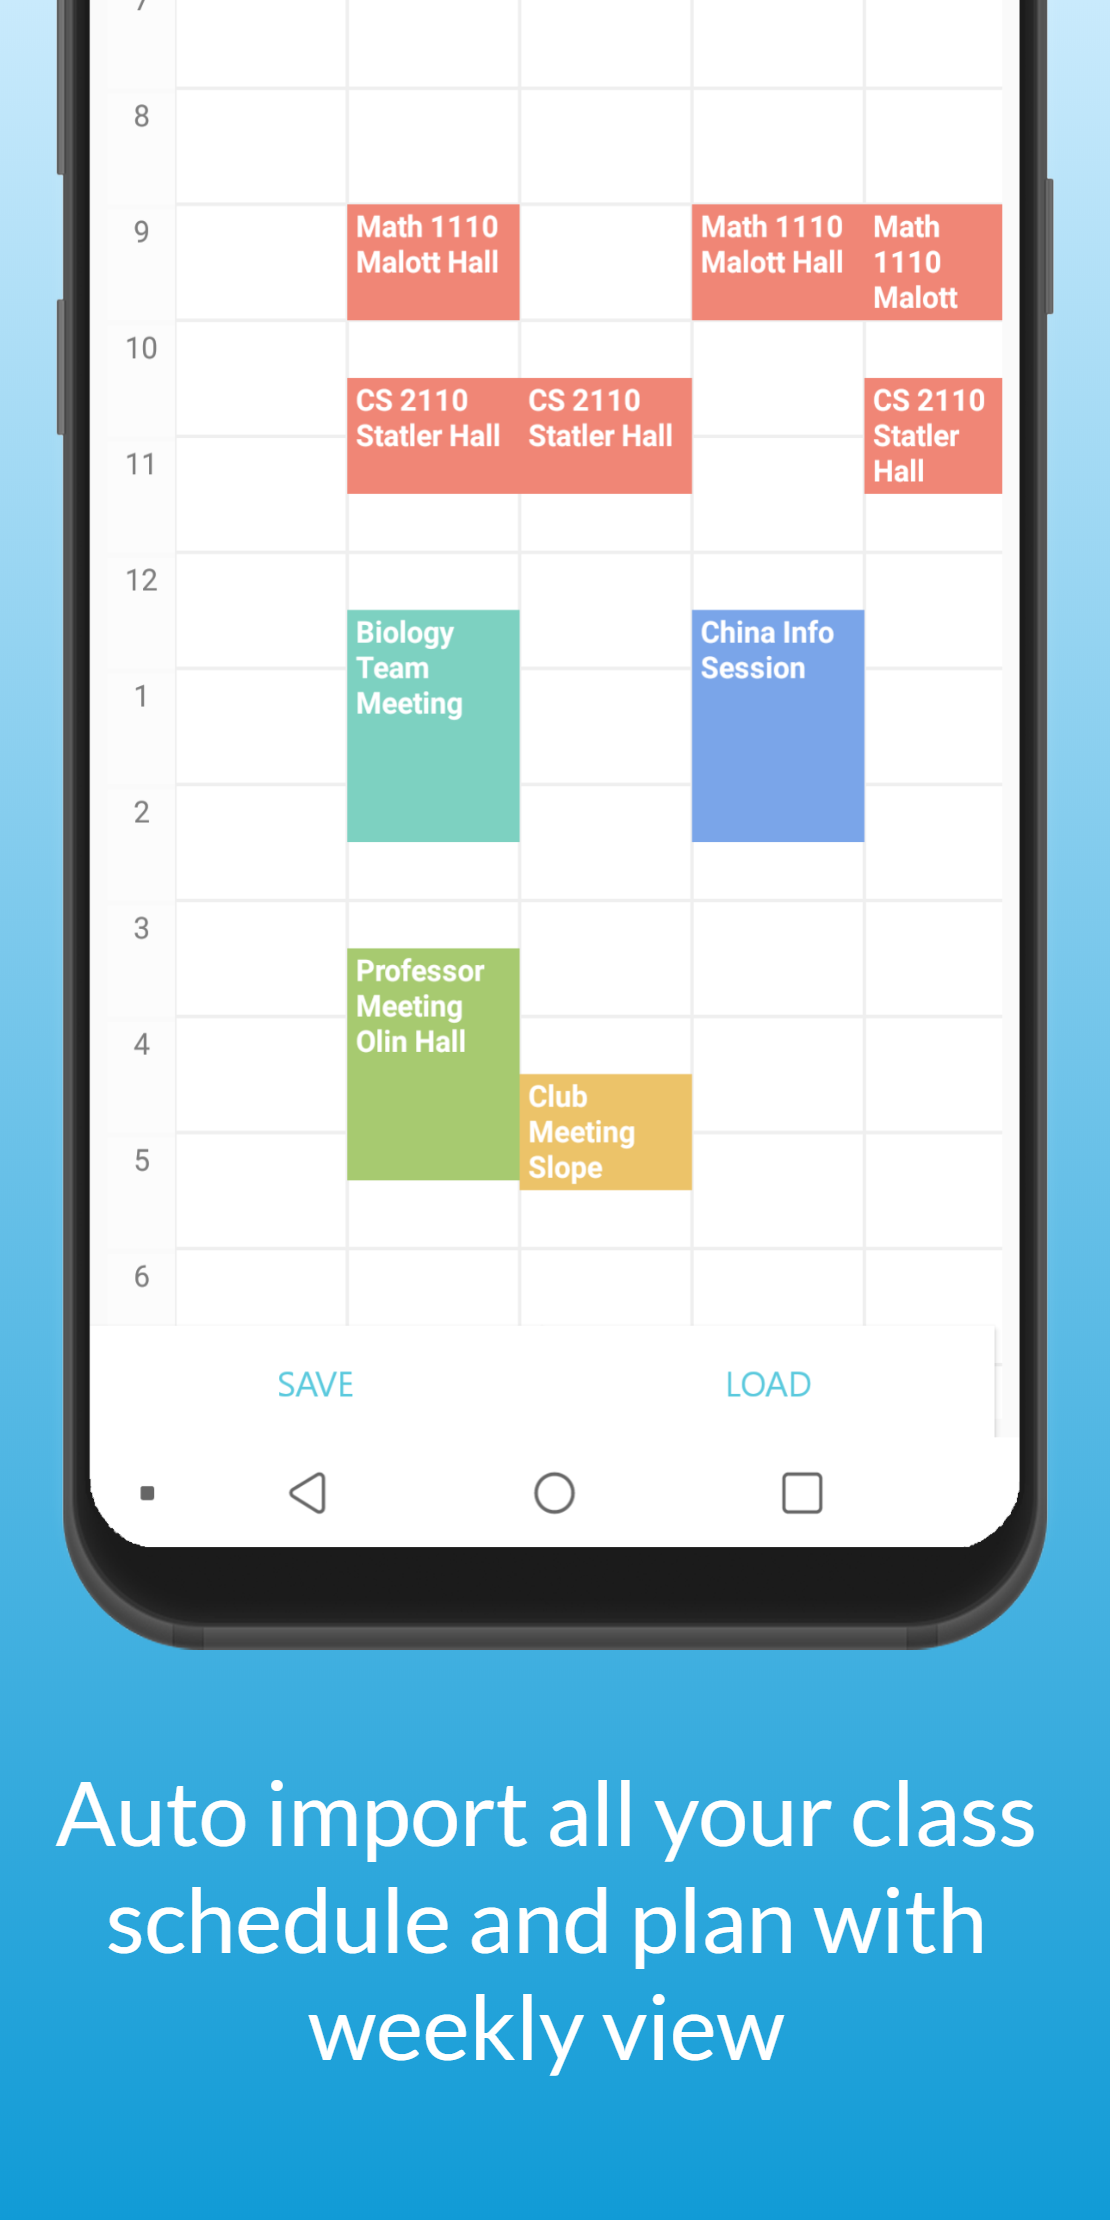 7
8
9
Math 1110
Malott Hall
Math 1110
Malott Hall
Math
1110
Malott
10
CS 2110
Statler Hall
CS 2110
Statler Hall
CS 2110
Statler
Hall
11
12
Biology
Team
Meeting
China Info
Session
1
2
3
Professor
Meeting
Olin Hall
4
Club
Meeting
Slope
5
6
SAVE
LOAD
Auto import all your class
schedule and plan with
weekly view